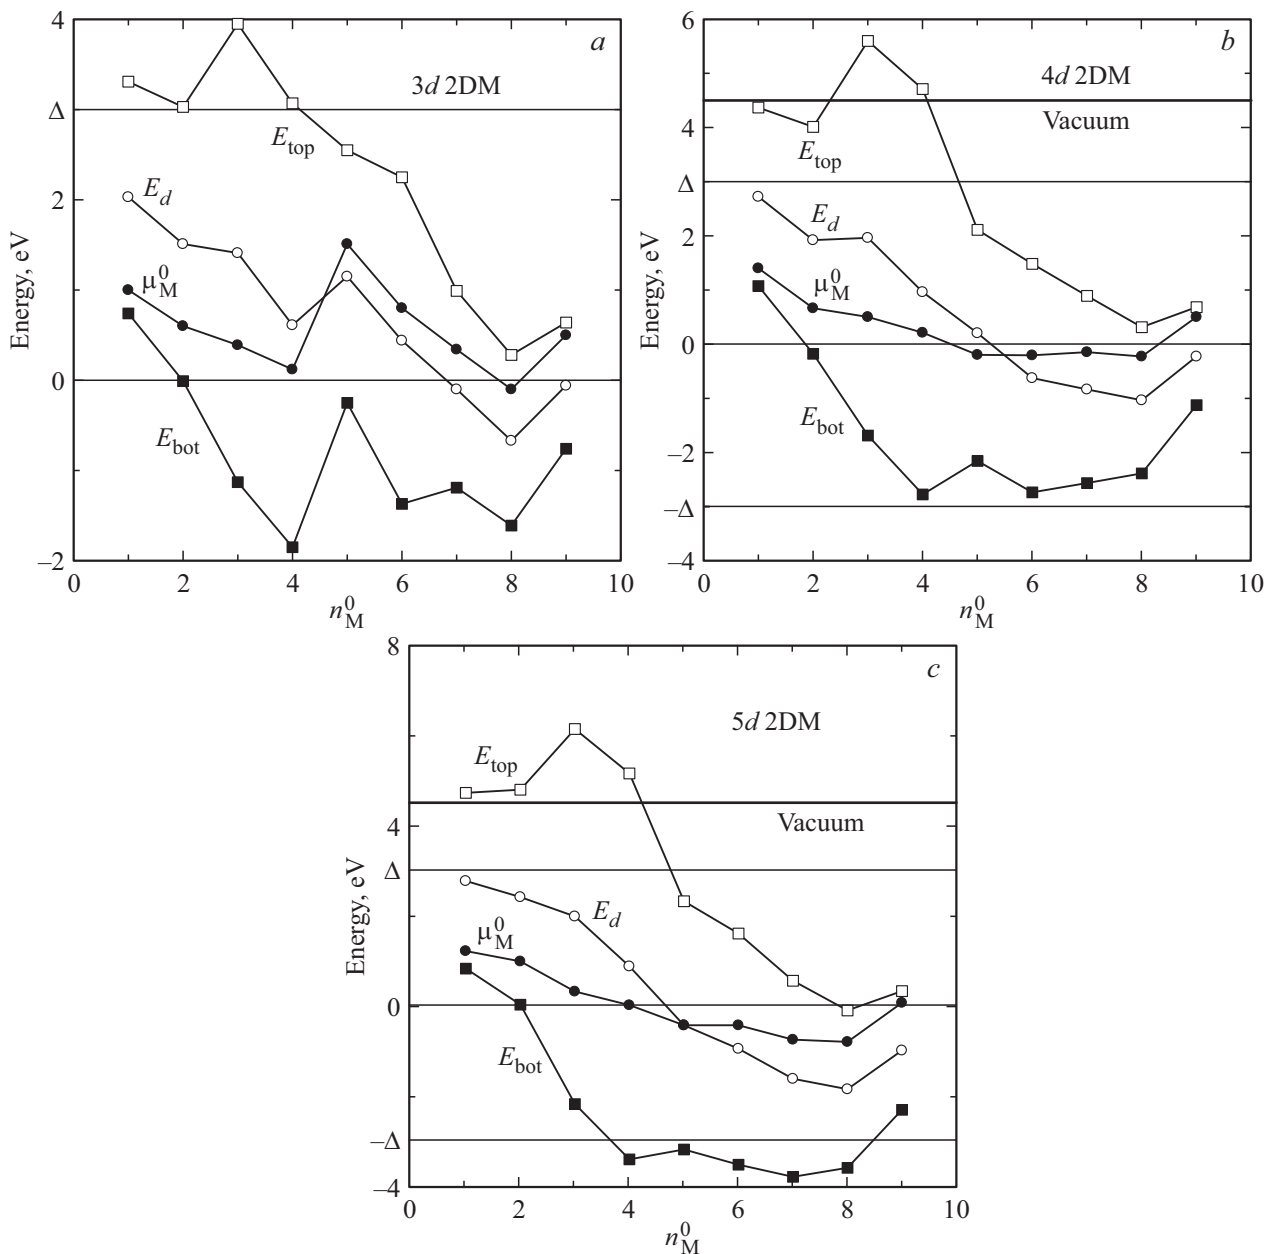 4
a
3d 2DM
Δ
E_top
2
E_d
μ_M^0
Energy, eV
0
E_bot
–2
0 2 4 6 8 10
n_M^0
6
b
4d 2DM
Vacuum
4
E_top
Δ
E_d
2
μ_M^0
Energy, eV
0
E_bot
–2
–Δ
–4
0 2 4 6 8 10
n_M^0
8
c
5d 2DM
E_top
Vacuum
4
Δ
E_d
μ_M^0
Energy, eV
0
E_bot
–Δ
–4
0 2 4 6 8 10
n_M^0